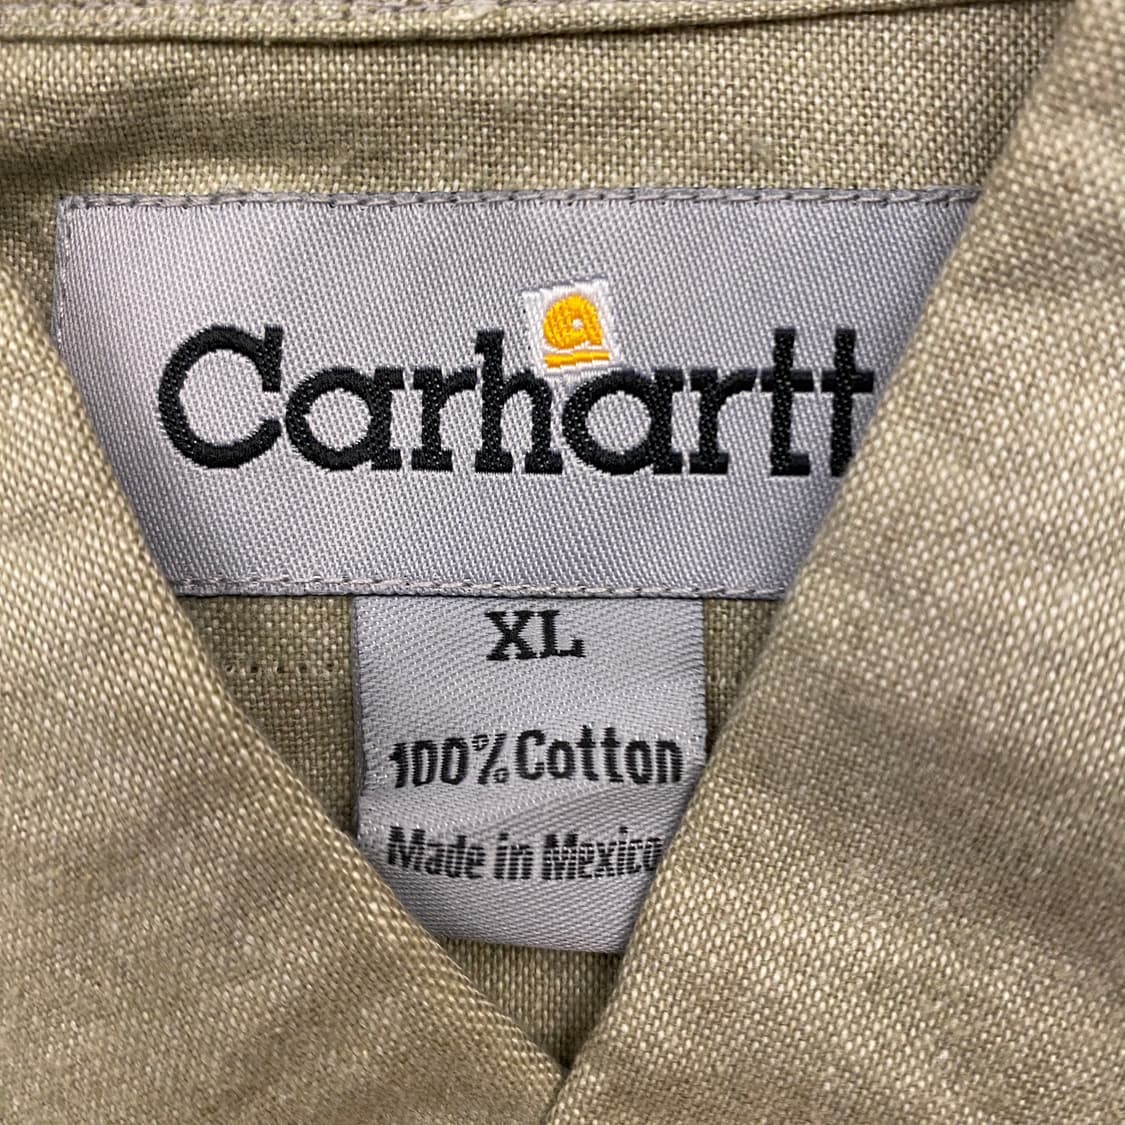 Carhartt
XL
100% Cotton
Made in Mexico